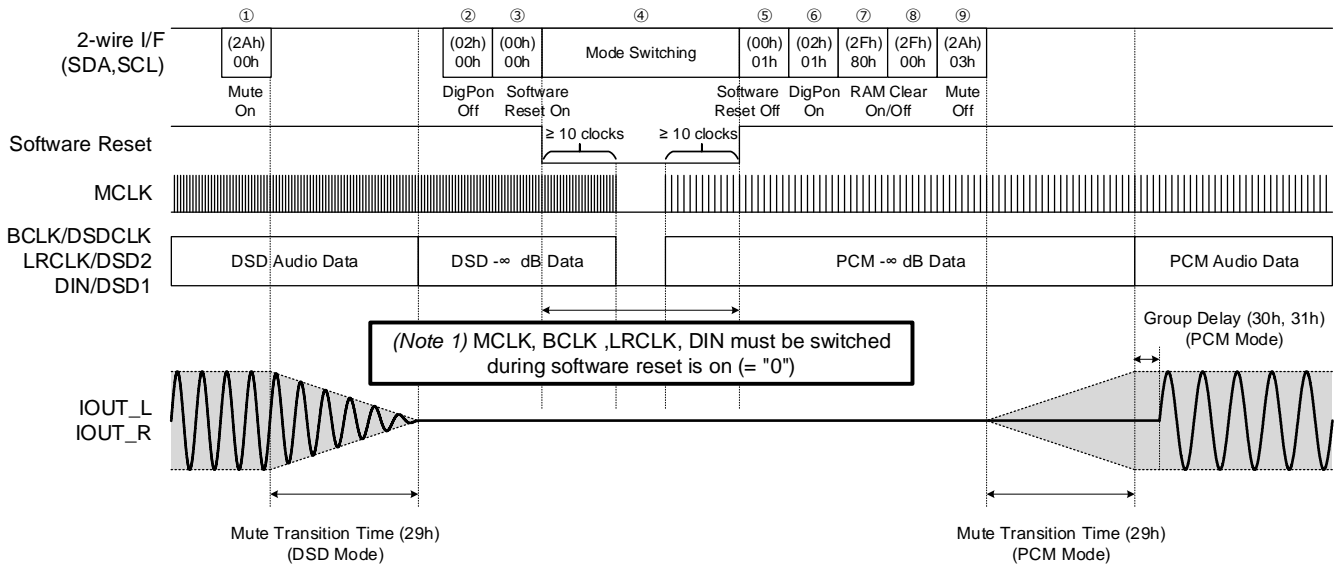 ① ② ③ ④ ⑤ ⑥ ⑦ ⑧ ⑨
2-wire I/F
(SDA,SCL)
(2Ah)
00h
(02h)
00h
(00h)
00h
Mode Switching
(00h)
01h
(02h)
01h
(2Fh)
80h
(2Fh)
00h
(2Ah)
03h
Mute
On
DigPon
Off
Software
Reset On
Software
Reset Off
DigPon
On
RAM Clear
On/Off
Mute
Off
Software Reset
≥ 10 clocks
≥ 10 clocks
MCLK
BCLK/DSDCLK
LRCLK/DSD2
DIN/DSD1
DSD Audio Data
DSD -∞ dB Data
PCM -∞ dB Data
PCM Audio Data
(Note 1) MCLK, BCLK ,LRCLK, DIN must be switched
during software reset is on (= "0")
Group Delay (30h, 31h)
(PCM Mode)
IOUT_L
IOUT_R
Mute Transition Time (29h)
(DSD Mode)
Mute Transition Time (29h)
(PCM Mode)